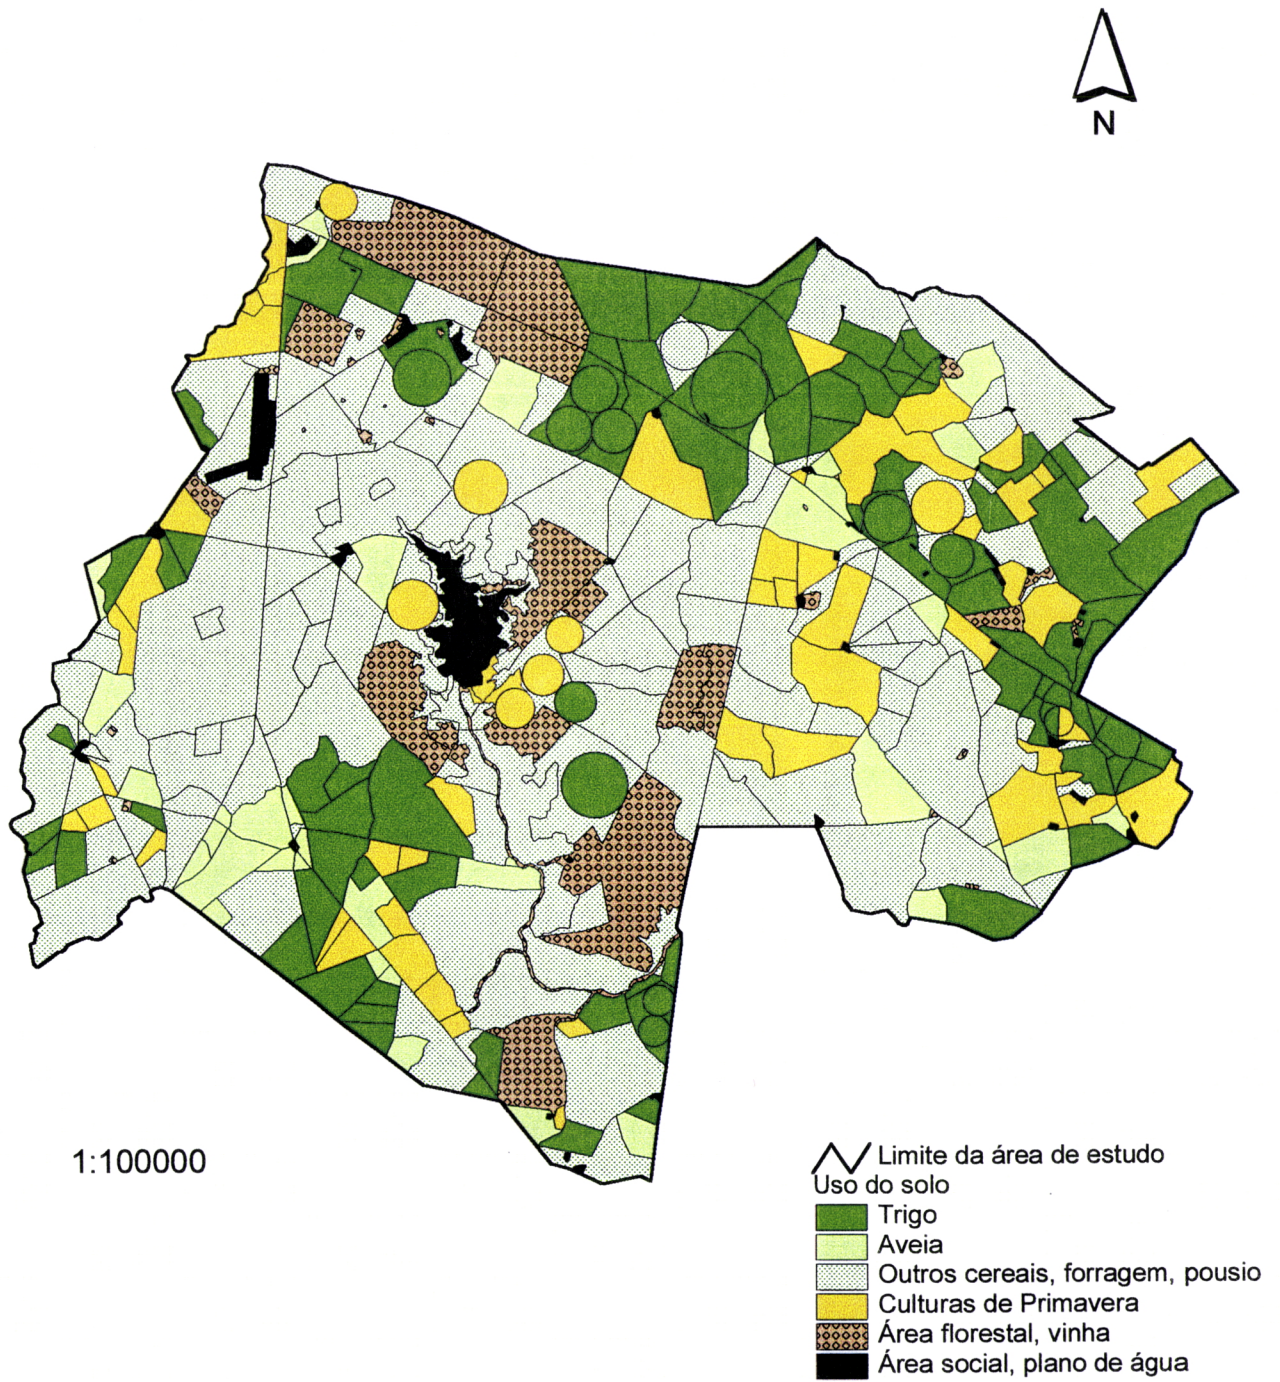 N
1:100000
Limite da área de estudo
Uso do solo
Trigo
Aveia
Outros cereais, forragem, pousio
Culturas de Primavera
Área florestal, vinha
Área social, plano de água